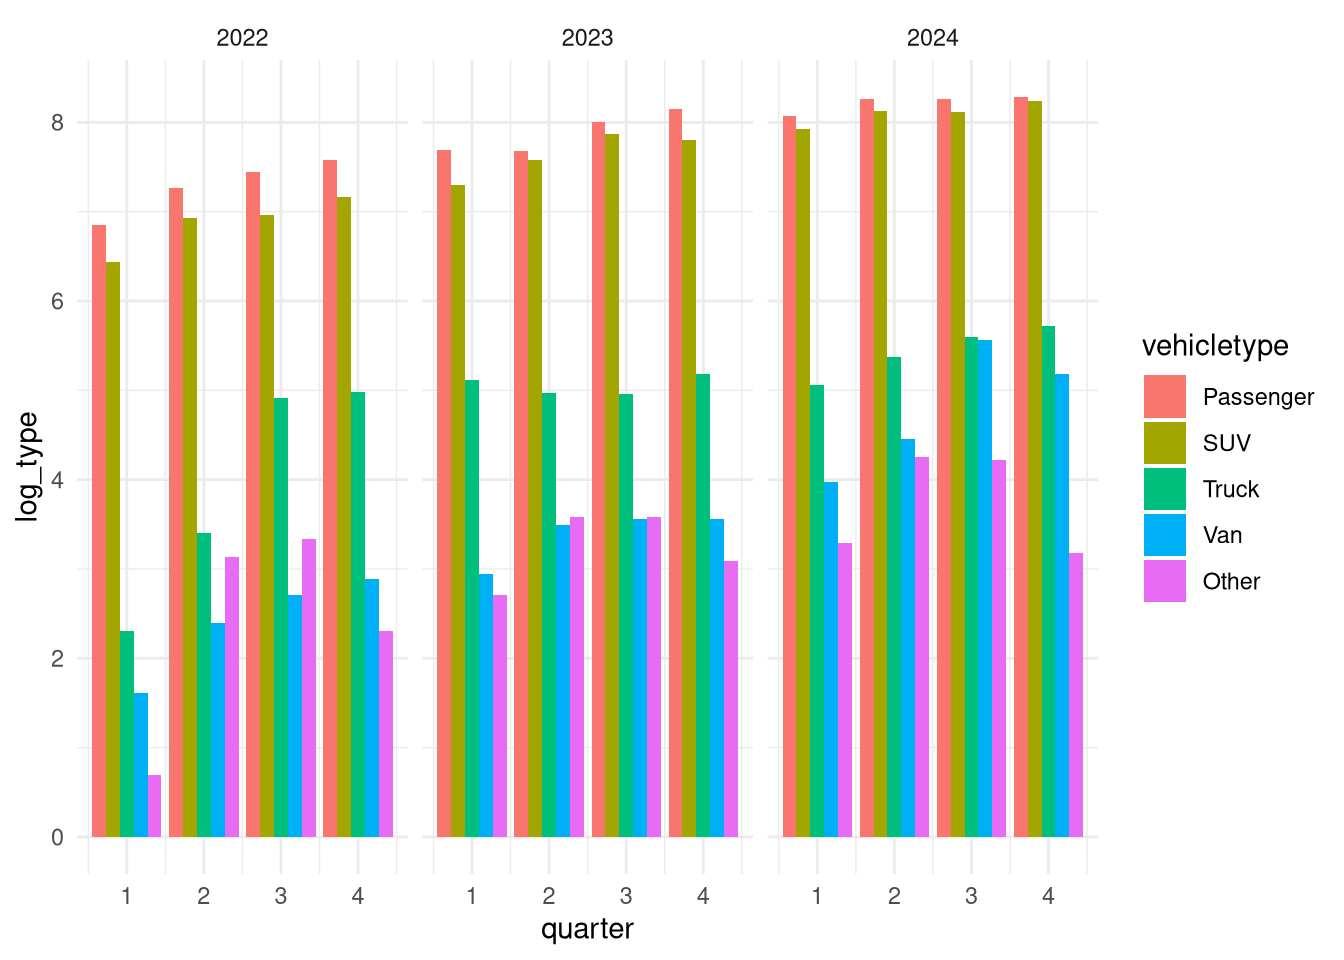 2022 2023 2024
8
6
4
2
0
log_type
1 2 3 4 1 2 3 4 1 2 3 4
quarter
vehicletype
Passenger
SUV
Truck
Van
Other